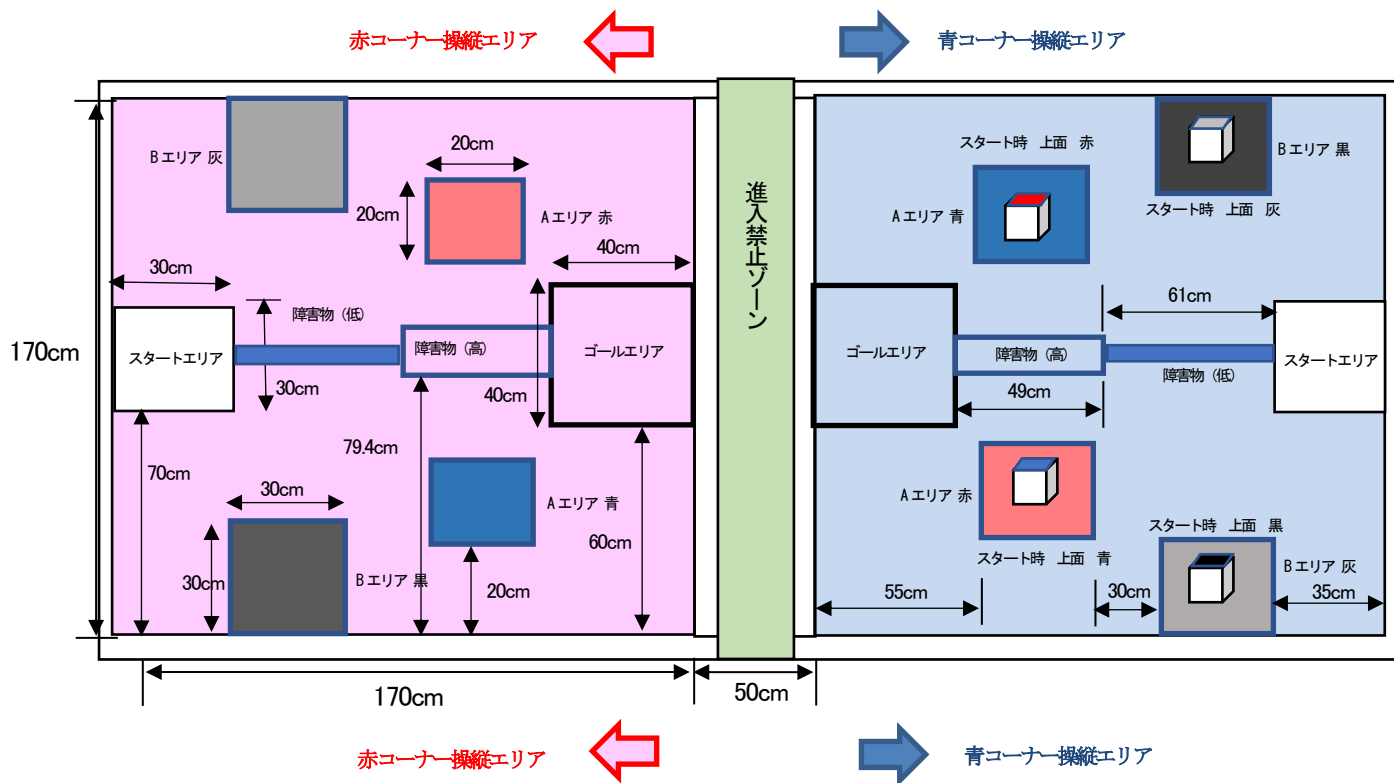 赤コーナー操縦エリア
青コーナー操縦エリア
Bエリア 灰
20cm
20cm
Aエリア 赤
40cm
30cm
障害物（低）
スタートエリア
障害物（高）
ゴールエリア
170cm
30cm
40cm
79.4cm
70cm
30cm
Aエリア 青
60cm
30cm
Bエリア 黒
20cm
170cm
50cm
進入禁止ゾーン
スタート時　上面　赤
Aエリア 青
Bエリア 黒
スタート時　上面　灰
61cm
ゴールエリア
障害物（高）
スタートエリア
障害物（低）
49cm
Aエリア 赤
スタート時　上面　青
スタート時　上面　黒
Bエリア 灰
55cm
30cm
35cm
赤コーナー操縦エリア
青コーナー操縦エリア